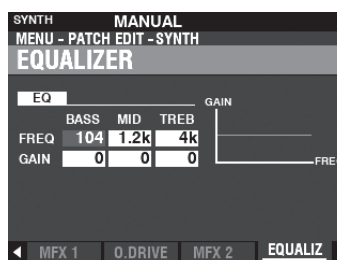 SYNTH MANUAL
MENU - PATCH EDIT - SYNTH
EQUALIZER
EQ
GAIN
BASS MID TREB
FREQ 104 1.2k 4k
GAIN 0 0 0
FRE
MFX 1 O.DRIVE MFX 2 EQUALIZ